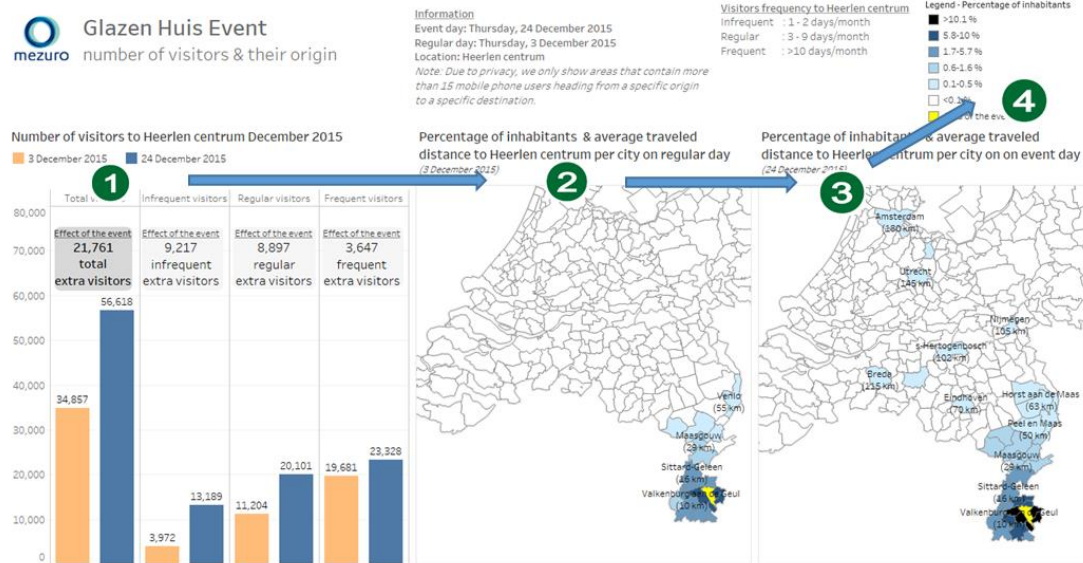 mezuro
Glazen Huis Event
number of visitors & their origin
Information
Event day: Thursday, 24 December 2015
Regular day: Thursday, 3 December 2015
Location: Heerlen centrum
Note: Due to privacy, we only show areas that contain more
than 15 mobile phone users heading from a specific origin
to a specific destination.
Visitors frequency to Heerlen centrum
Infrequent : 1 - 2 days/month
Regular : 3 - 9 days/month
Frequent : >10 days/month
Legend - Percentage of inhabitants
>10.1 %
5.8-10 %
1.7-5.7 %
0.6-1.6 %
0.1-0.5 %
of the
4
Number of visitors to Heerlen centrum December 2015
3 December 2015
24 December 2015
1
Total
Infrequent visitors
Regular visitors
Frequent visitors
Effect of the event
21,761
total
extra visitors
Effect of the event
9,217
infrequent
extra visitors
Effect of the event
8,897
regular
extra visitors
Effect of the event
3,647
frequent
extra visitors
80,000
70,000
60,000
50,000
40,000
30,000
20,000
10,000
0
34,857
56,618
3,972
13,189
11,204
20,101
19,681
23,328
Percentage of inhabitants & average traveled
distance to Heerlen centrum per city on regular day
(3 December 2015)
2
Venlo
(55 km)
Maasgouw
(29 km)
Sittard-Geleen
(16 km)
Valkenburg aan de Geul
(10 km)
Percentage of & average traveled
distance to per city on on event day
(24 December 2015)
3
Amsterdam
(180 km)
Utrecht
(145 km)
Nijmegen
(105 km)
s-Hertogenbosch
(102 km)
Breda
(115 km)
Eindhoven
(70 km)
Horst aan de Maas
(63 km)
Peel en Maas
(50 km)
Maasgouw
(29 km)
Sittard-Geleen
(16 km)
Valkenburg Geul
(10 km)